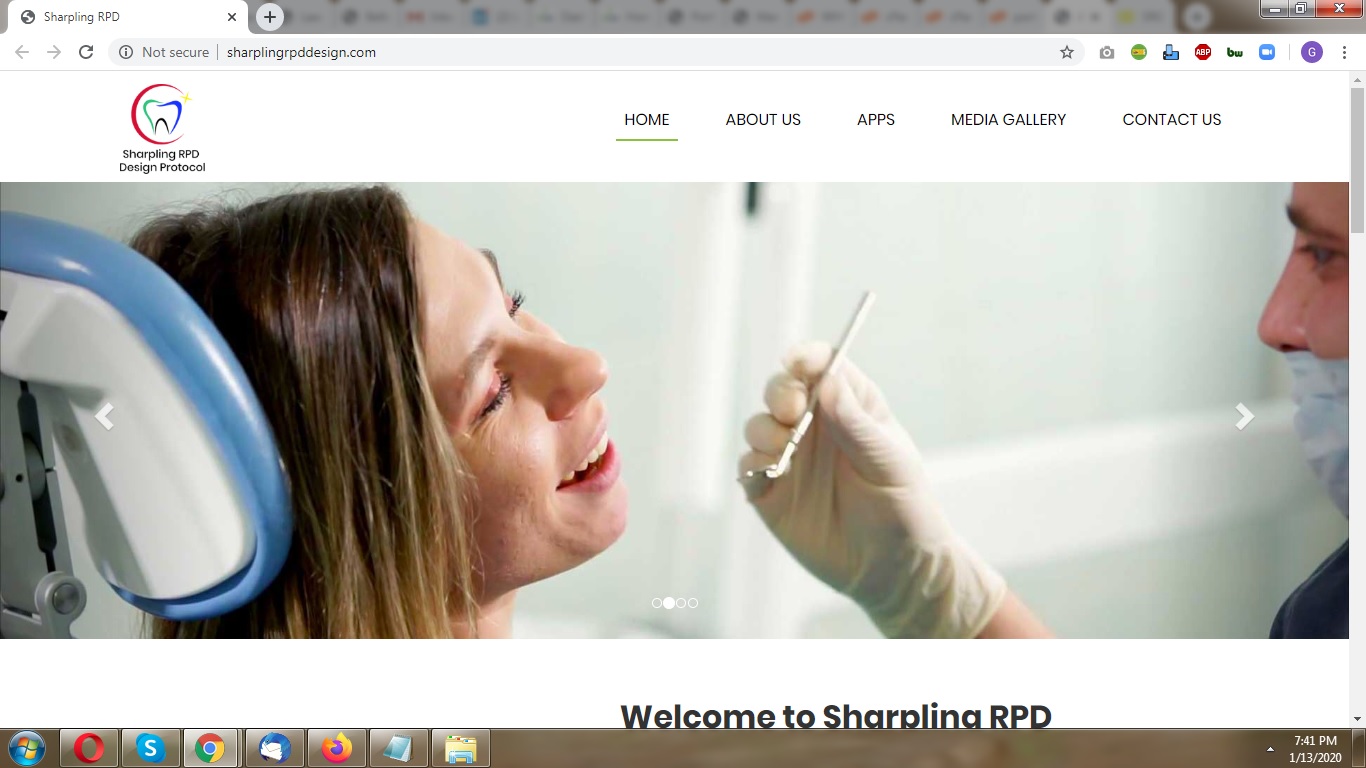 Sharpling RPD
Not secure
sharplingrpddesign.com
ABP
bw
G
Sharpling RPD
Design Protocol
HOME
ABOUT US
APPS
MEDIA GALLERY
CONTACT US
Welcome to Sharpling RPD
7:41 PM
1/13/2020